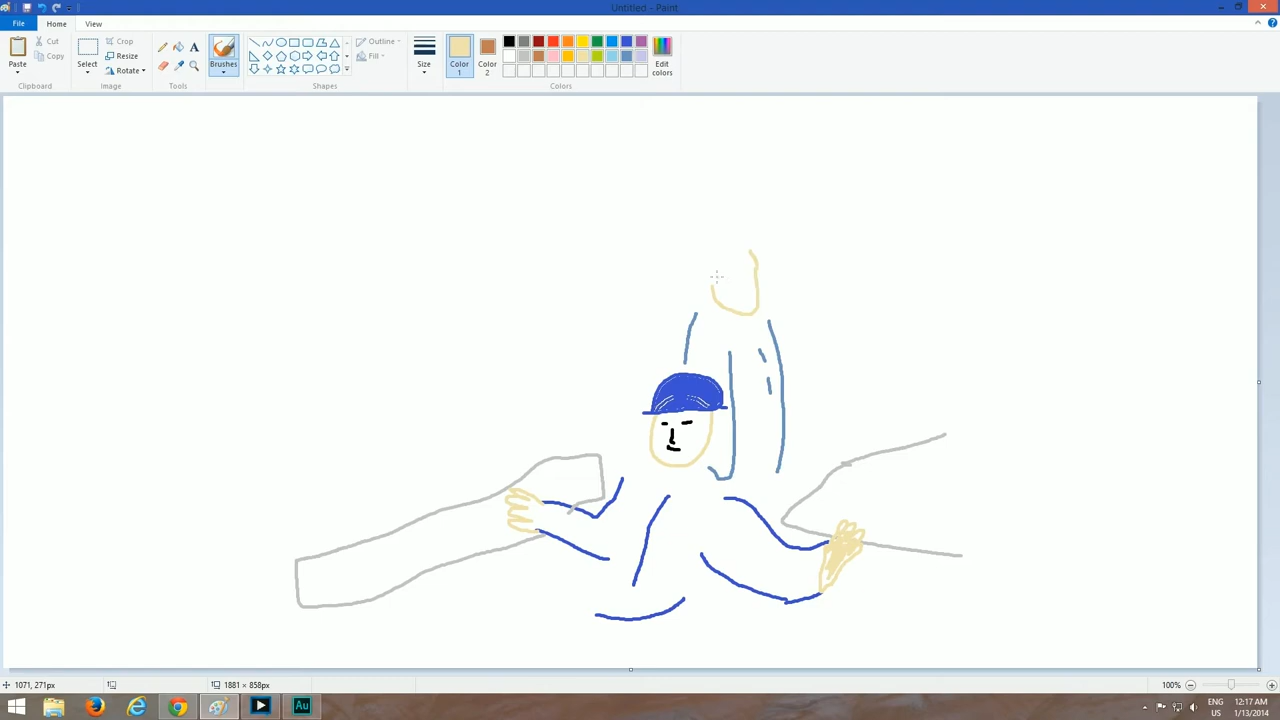 Untitled - Paint
File Home View
Paste Cut Copy Select Crop Resize Rotate A Brushes Outline Fill Size Color 1 Color 2 Edit colors
Clipboard Image Tools Shapes Colors
1071, 271px 1881 × 858px 100%
Au ENG US 12:17 AM 1/13/2014